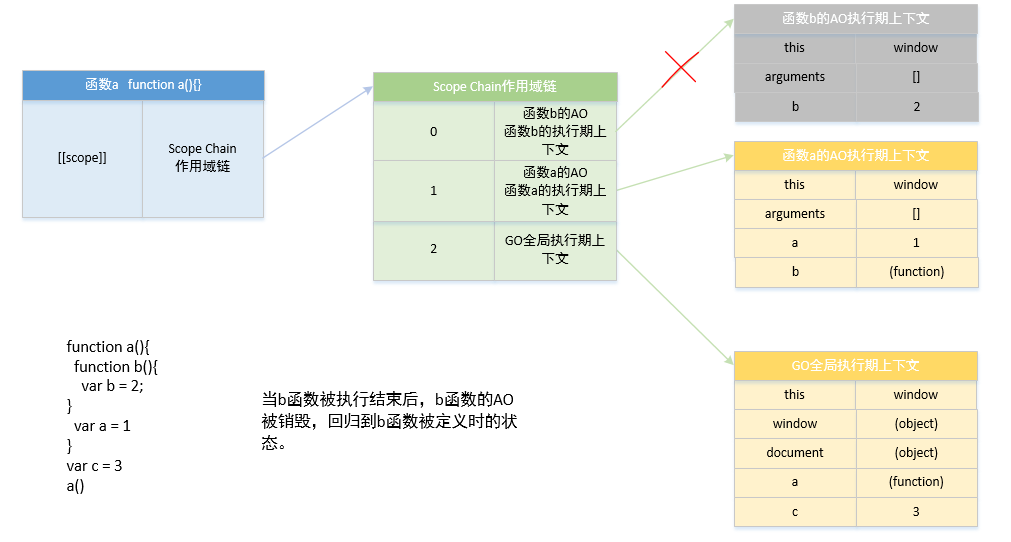 函数a function a(){}
[[scope]]
Scope Chain
作用域链
Scope Chain作用域链
0
函数b的AO
函数b的执行期上
下文
1
函数a的AO
函数a的执行期上
下文
2
GO全局执行期上
下文
函数b的AO执行期上下文
this window
arguments []
b 2
函数a的AO执行期上下文
this window
arguments []
a 1
b (function)
GO全局执行期上下文
this window
window (object)
document (object)
a (function)
c 3
function a(){
function b(){
var b = 2;
}
var a = 1
}
var c = 3
a()
当b函数被执行结束后，b函数的AO
被销毁，回归到b函数被定义时的状
态。